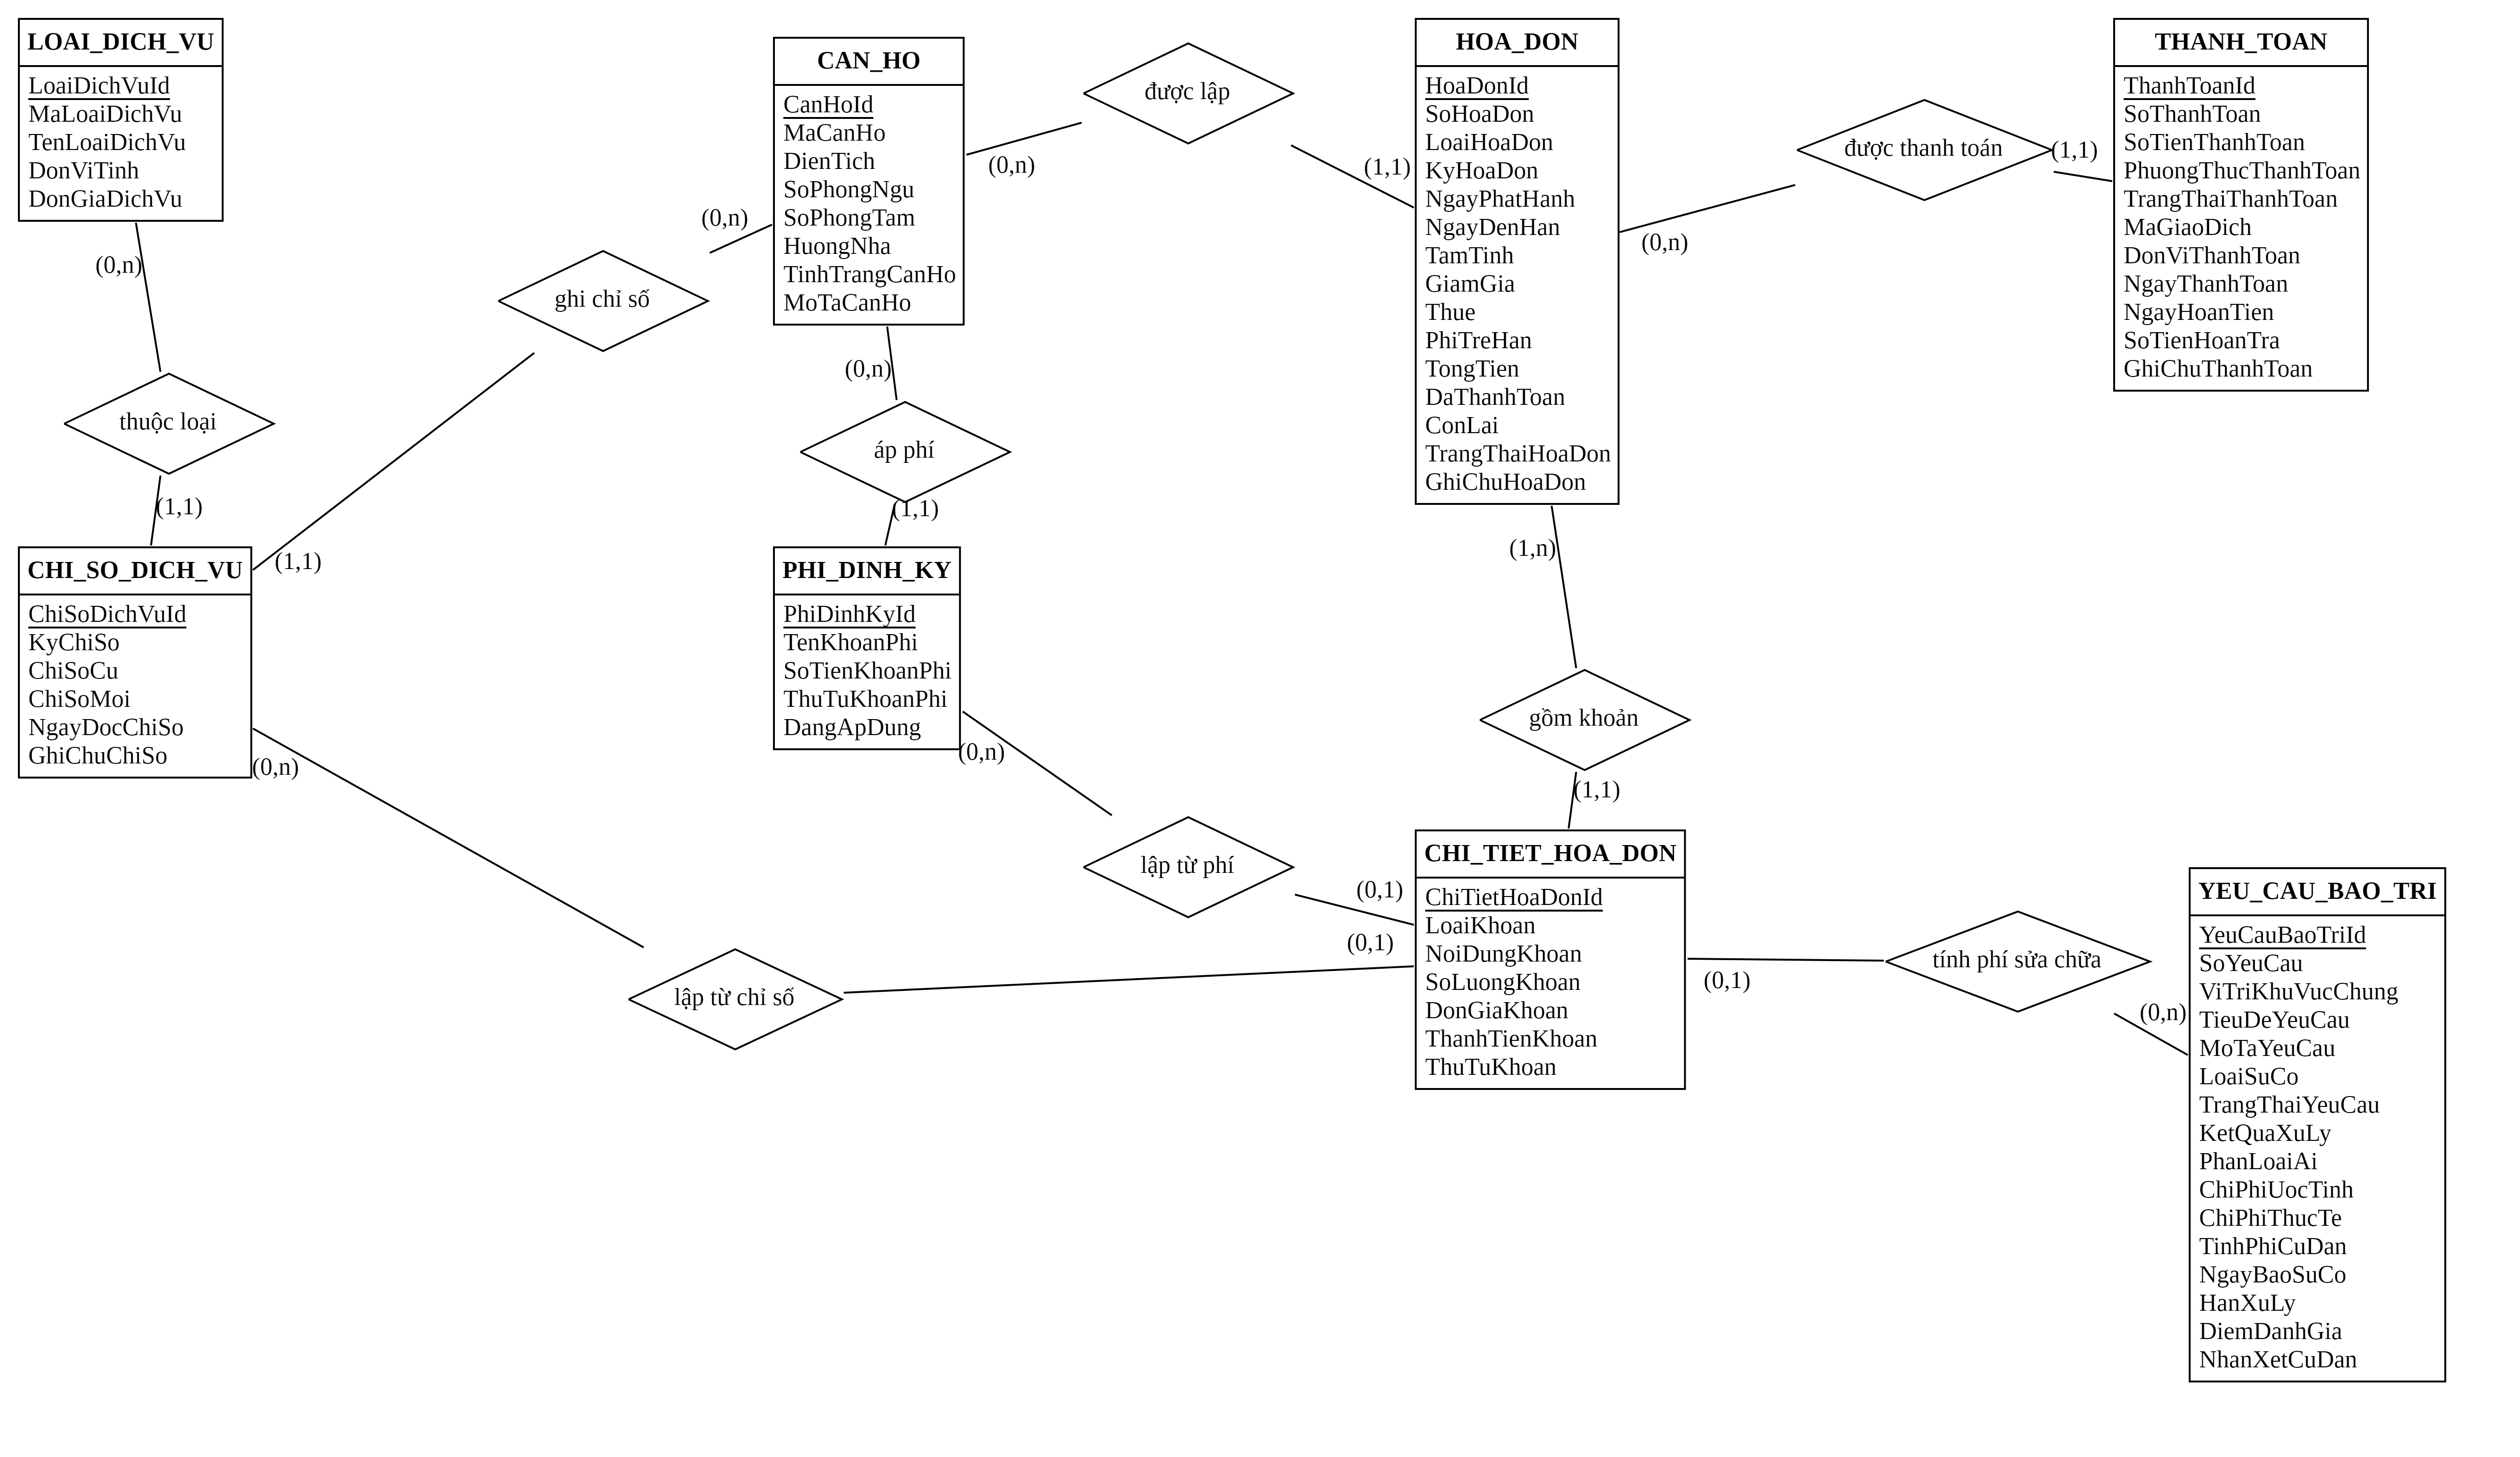 LOAI_DICH_VU
LoaiDichVuId
MaLoaiDichVu
TenLoaiDichVu
DonViTinh
DonGiaDichVu
(0,n)
thuộc loại
(1,1)
CHI_SO_DICH_VU
ChiSoDichVuId
KyChiSo
ChiSoCu
ChiSoMoi
NgayDocChiSo
GhiChuChiSo
(1,1)
ghi chỉ số
(0,n)
CAN_HO
CanHoId
MaCanHo
DienTich
SoPhongNgu
SoPhongTam
HuongNha
TinhTrangCanHo
MoTaCanHo
(0,n)
áp phí
(1,1)
PHI_DINH_KY
PhiDinhKyId
TenKhoanPhi
SoTienKhoanPhi
ThuTuKhoanPhi
DangApDung
(0,n)
được lập
(1,1)
HOA_DON
HoaDonId
SoHoaDon
LoaiHoaDon
KyHoaDon
NgayPhatHanh
NgayDenHan
TamTinh
GiamGia
Thue
PhiTreHan
TongTien
DaThanhToan
ConLai
TrangThaiHoaDon
GhiChuHoaDon
(0,n)
được thanh toán
(1,1)
THANH_TOAN
ThanhToanId
SoThanhToan
SoTienThanhToan
PhuongThucThanhToan
TrangThaiThanhToan
MaGiaoDich
DonViThanhToan
NgayThanhToan
NgayHoanTien
SoTienHoanTra
GhiChuThanhToan
(1,n)
gồm khoản
(1,1)
(0,n)
lập từ phí
(0,1)
(0,n)
lập từ chỉ số
(0,1)
CHI_TIET_HOA_DON
ChiTietHoaDonId
LoaiKhoan
NoiDungKhoan
SoLuongKhoan
DonGiaKhoan
ThanhTienKhoan
ThuTuKhoan
(0,1)
tính phí sửa chữa
(0,n)
YEU_CAU_BAO_TRI
YeuCauBaoTriId
SoYeuCau
ViTriKhuVucChung
TieuDeYeuCau
MoTaYeuCau
LoaiSuCo
TrangThaiYeuCau
KetQuaXuLy
PhanLoaiAi
ChiPhiUocTinh
ChiPhiThucTe
TinhPhiCuDan
NgayBaoSuCo
HanXuLy
DiemDanhGia
NhanXetCuDan